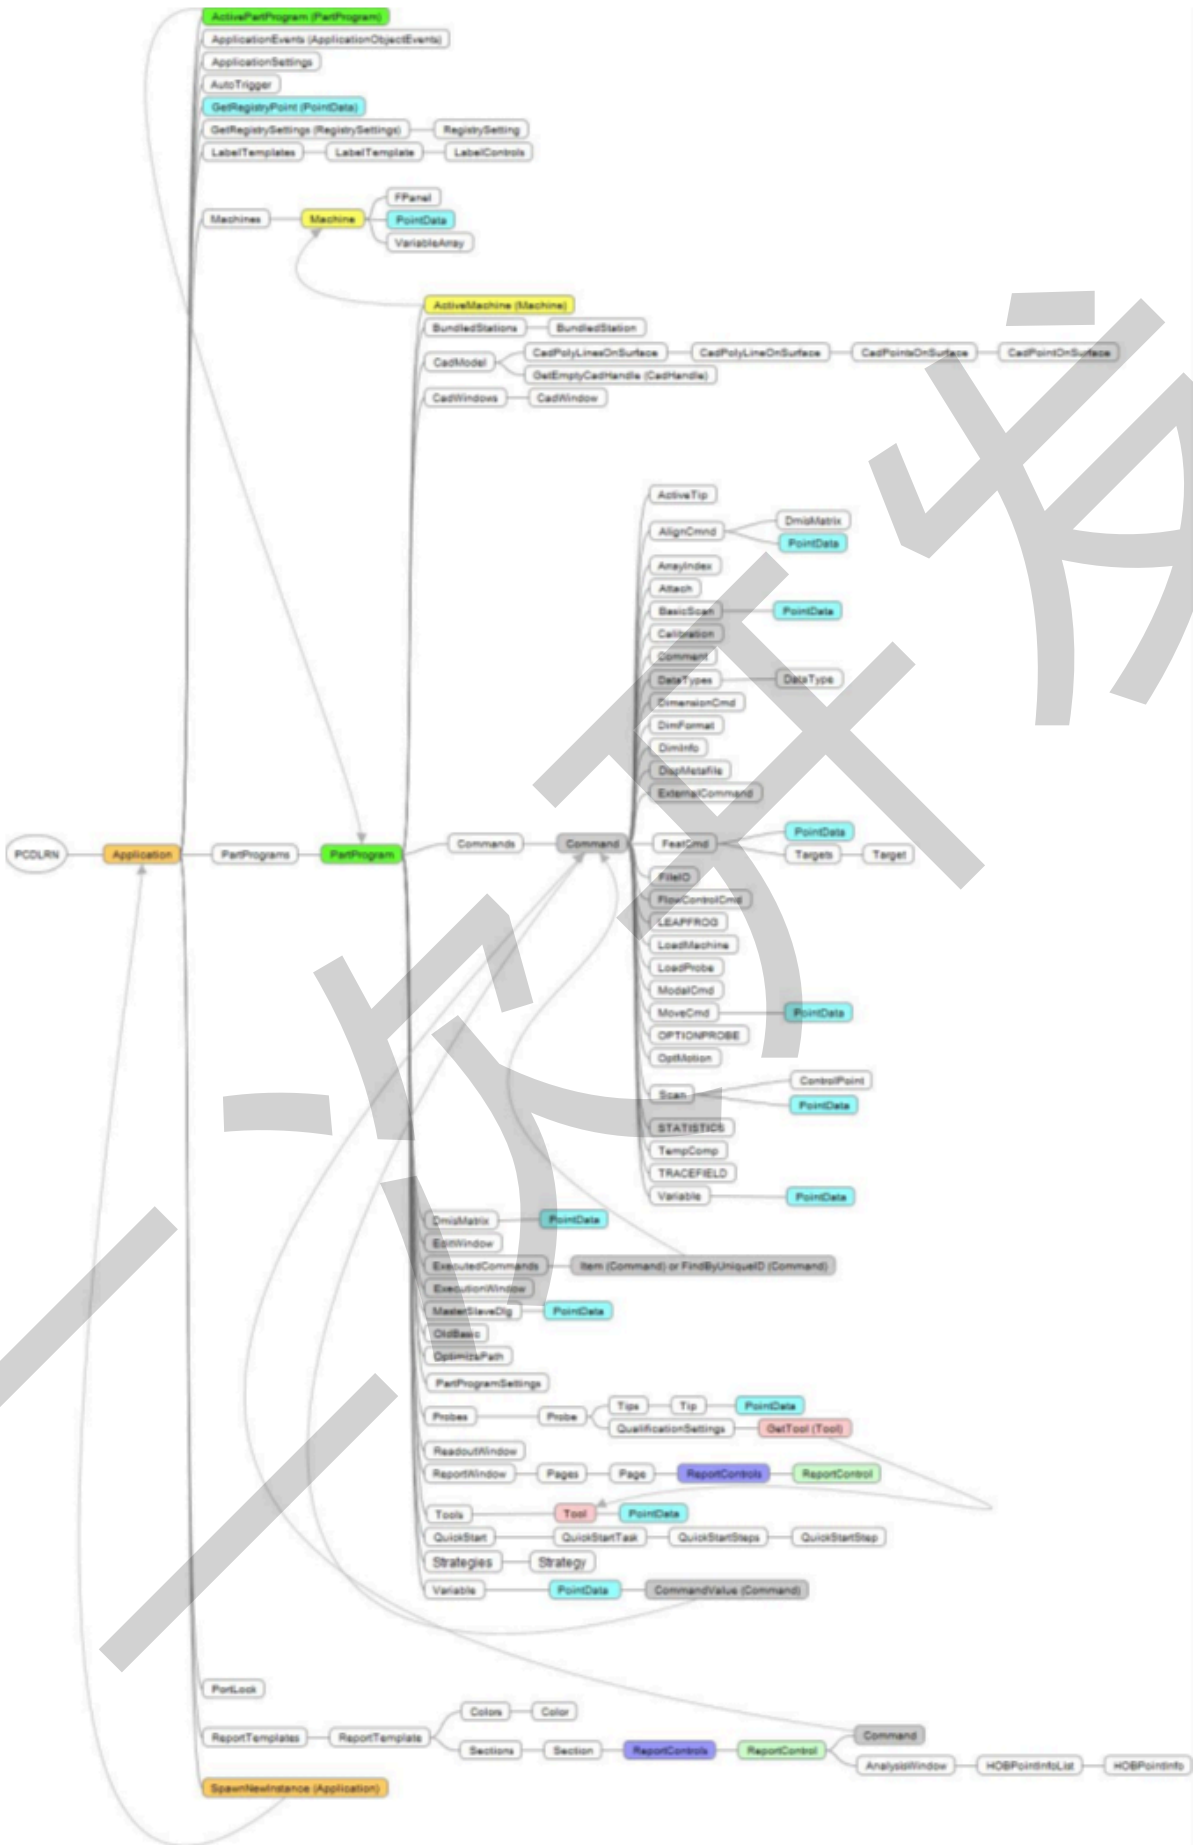 ActivePartProgram (PartProgram)
ApplicationEvents (ApplicationObjectEvents)
ApplicationSettings
AutoTrigger
GetRegistryPoint (PointData)
GetRegistrySettings (RegistrySettings) RegistrySetting
LabelTemplates LabelTemplate LabelControls
FPanel
Machines Machine PointData
VariableArray
ActiveMachine (Machine)
BundledStations BundledStation
CadPolyLinesOnSurface CadPolyLineOnSurface CadPointsOnSurface CadPointOnSurface
CadModel
GetEmptyCadHandle (CadHandle)
CadWindows CadWindow
ActiveTip
DmisMatrix
AlignCmnd
PointData
ArrayIndex
Attach
BasicScan PointData
Calibration
Comment
DataTypes DataType
DimensionCmd
DimFormat
DimInfo
DispMetafile
ExternalCommand
PointData
PCDLRN Application PartPrograms PartProgram Commands Command FeatCmd
Targets Target
FileIO
FlowControlCmd
LEAPFROG
LoadMachine
LoadProbe
ModalCmd
MoveCmd PointData
OPTIONPROBE
OptMotion
ControlPoint
Scan
PointData
STATISTICS
TempComp
TRACEFIELD
Variable PointData
DmisMatrix PointData
EditWindow
ExecutedCommands Item (Command) or FindByUniqueID (Command)
ExecutionWindow
MasterSlaveDlg PointData
OldBasic
OptimizePath
PartProgramSettings
Tips Tip PointData
Probes Probe
QualificationSettings GetTool (Tool)
ReadoutWindow
ReportWindow Pages Page ReportControls ReportControl
Tools Tool PointData
QuickStart QuickStartTask QuickStartSteps QuickStartStep
Strategies Strategy
Variable PointData CommandValue (Command)
PortLock
Colors Color
ReportTemplates ReportTemplate Command
Sections Section ReportControls ReportControl
AnalysisWindow HOBPointInfoList HOBPointInfo
SpawnNewInstance (Application)